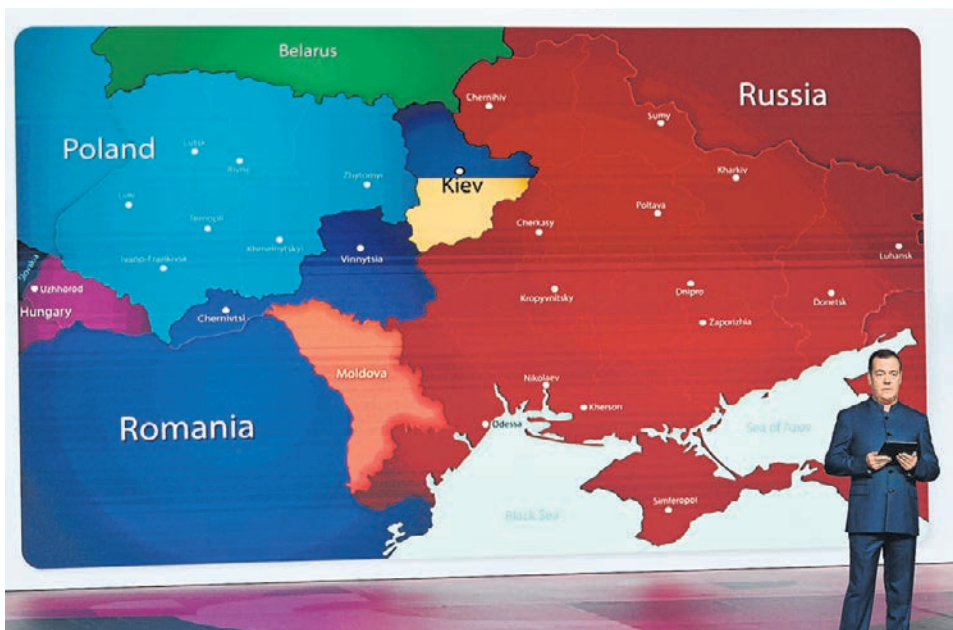 Belarus
Russia
Chernihiv
Sumy
Poland
Lutsk
Rivne
Kharkiv
Zhytomyr
Kiev
Lviv
Poltava
Ternopil
Cherkasy
Khmelnytskyi
Vinnytsia
Luhansk
Ivano-Frankivsk
Slovakia
Uzhhorod
Dnipro
Donetsk
Kropyvnitsky
Hungary
Chernivtsi
Zaporizhia
Moldova
Nikolaev
Kherson
Romania
Odessa
Sea of Azov
Simferopol
Black Sea